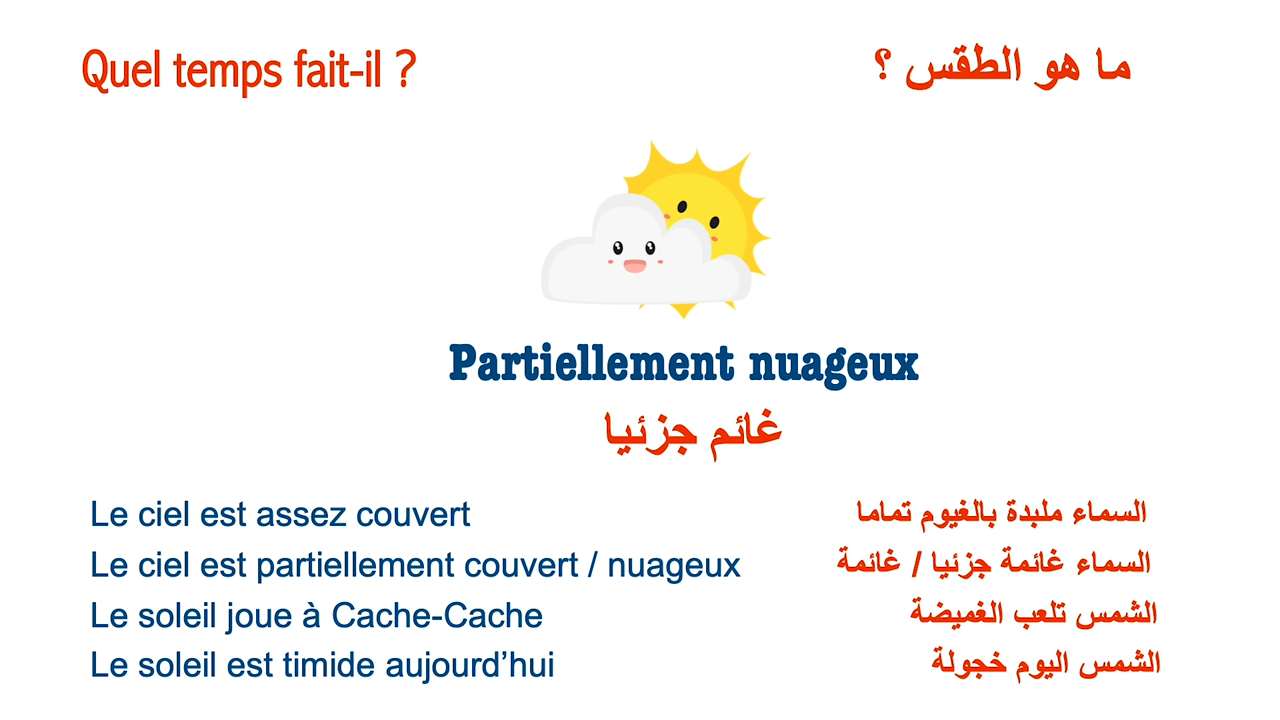 Quel temps fait-il ?
ما هو الطقس ؟
Partiellement nuageux
غائم جزئيا
Le ciel est assez couvert
السماء ملبدة بالغيوم تماما
Le ciel est partiellement couvert / nuageux
السماء غائمة جزئيا / غائمة
Le soleil joue à Cache-Cache
الشمس تلعب الغميضة
Le soleil est timide aujourd’hui
الشمس اليوم خجولة